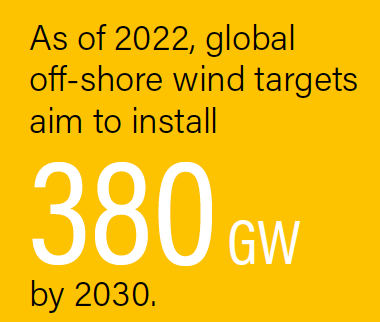 As of 2022, global
off-shore wind targets
aim to install
380 GW
by 2030.